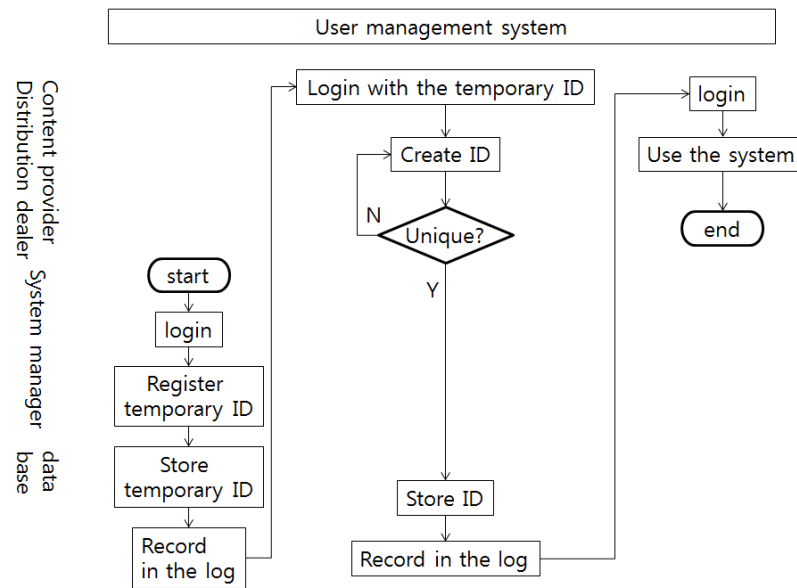 User management system
Content provider
Distribution dealer
System manager
data
base
start
login
Register
temporary ID
Store
temporary ID
Record
in the log
Login with the temporary ID
Create ID
Unique?
N
Y
Store ID
Record in the log
login
Use the system
end